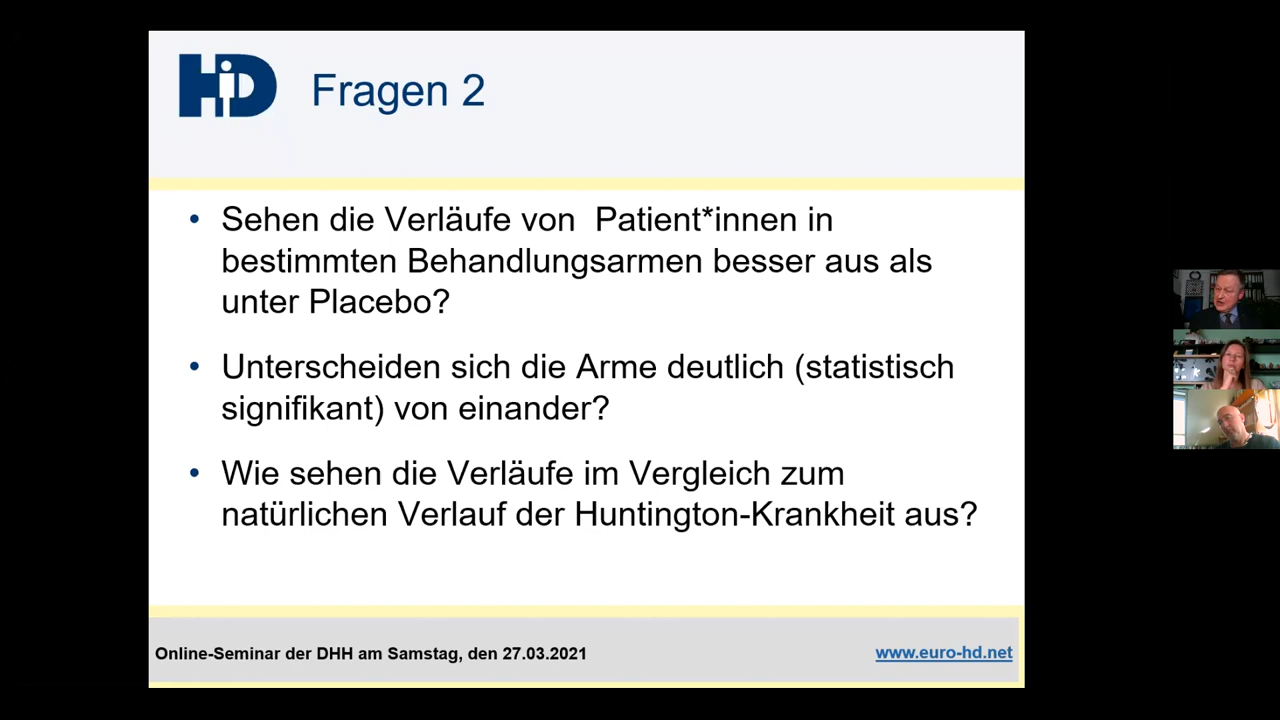 HD Fragen 2
• Sehen die Verläufe von  Patient*innen in
bestimmten Behandlungsarmen besser aus als
unter Placebo?
• Unterscheiden sich die Arme deutlich (statistisch
signifikant) von einander?
• Wie sehen die Verläufe im Vergleich zum
natürlichen Verlauf der Huntington-Krankheit aus?
Online-Seminar der DHH am Samstag, den 27.03.2021 www.euro-hd.net